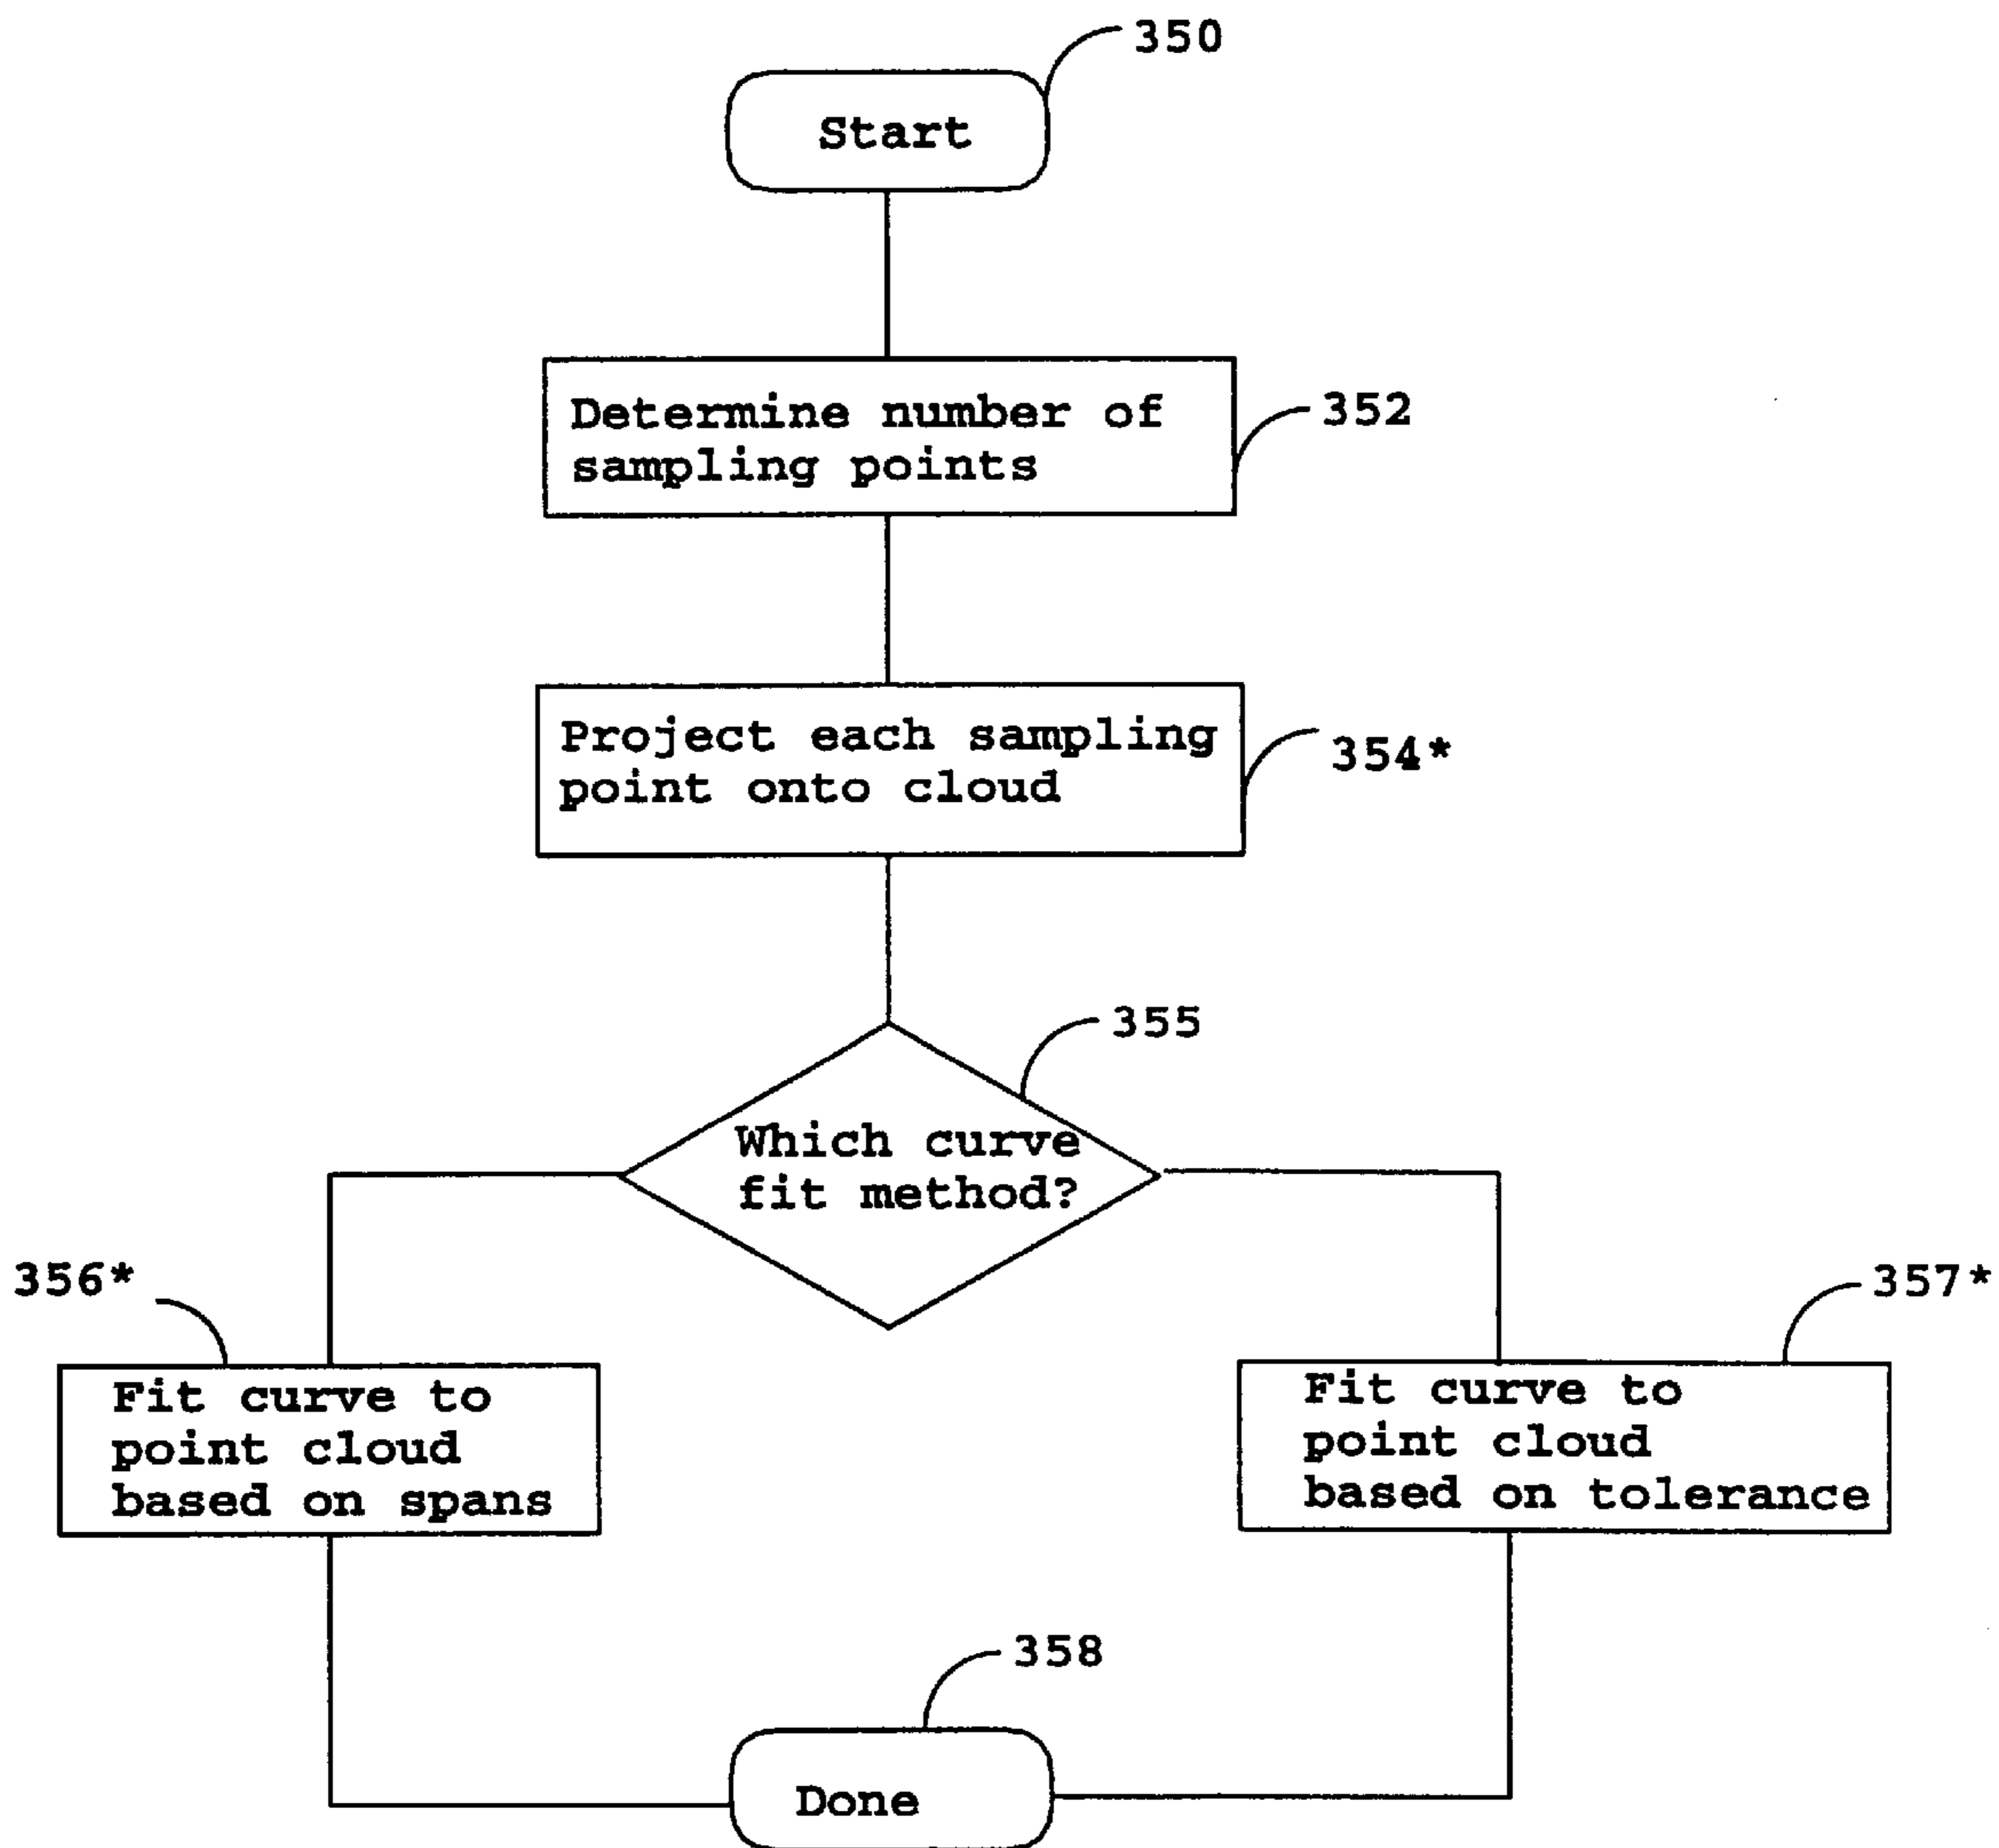 350
Start
Determine number of
sampling points
352
Project each sampling
point onto cloud
354*
355
Which curve
fit method?
356*
357*
Fit curve to
point cloud
based on spans
Fit curve to
point cloud
based on tolerance
358
Done